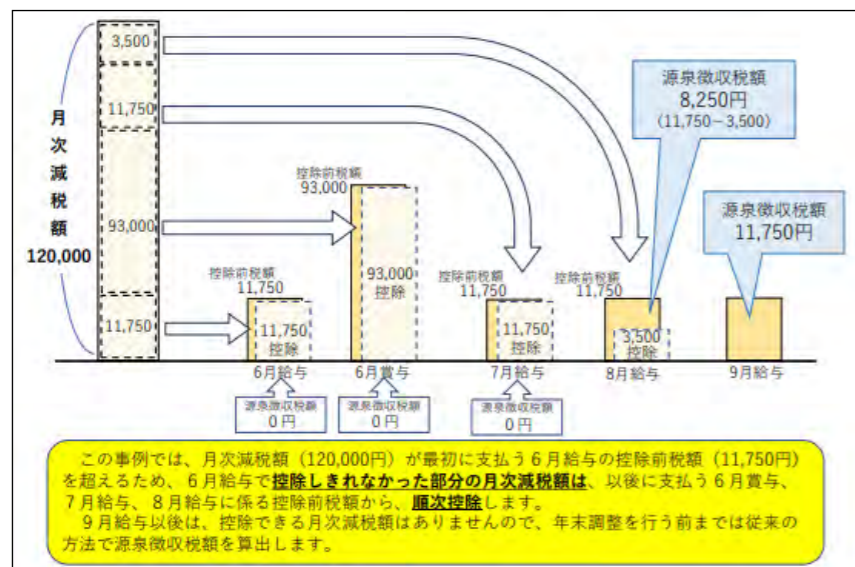 3,500
11,750
93,000
11,750
月次減税額
120,000
控除前税額
11,750
11,750
控除
控除前税額
93,000
93,000
控除
控除前税額
11,750
11,750
控除
控除前税額
11,750
3,500
控除
源泉徴収税額
8,250円
(11,750−3,500)
源泉徴収税額
11,750円
6月給与
6月賞与
7月給与
8月給与
9月給与
源泉徴収税額
0円
源泉徴収税額
0円
源泉徴収税額
0円
この事例では、月次減税額（120,000円）が最初に支払う６月給与の控除前税額（11,750円）
を超えるため、６月給与で控除しきれなかった部分の月次減税額は、以後に支払う６月賞与、
７月給与、８月給与に係る控除前税額から、順次控除します。
９月給与以後は、控除できる月次減税額はありませんので、年末調整を行う前までは従来の
方法で源泉徴収税額を算出します。